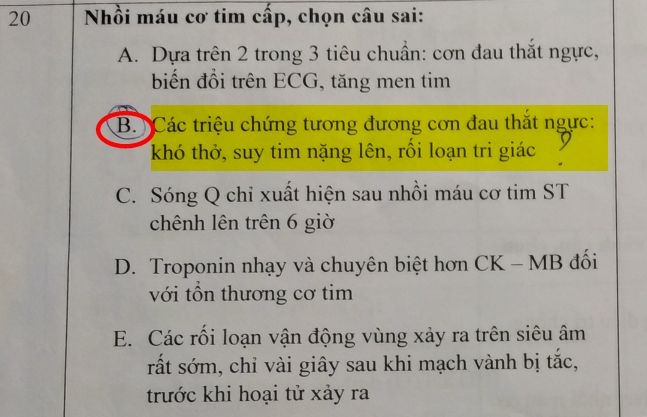 20
Nhồi máu cơ tim cấp, chọn câu sai:
A. Dựa trên 2 trong 3 tiêu chuẩn: cơn đau thắt ngực,
biến đổi trên ECG, tăng men tim
B. Các triệu chứng tương đương cơn đau thắt ngực:
khó thở, suy tim nặng lên, rối loạn tri giác ?
C. Sóng Q chỉ xuất hiện sau nhồi máu cơ tim ST
chênh lên trên 6 giờ
D. Troponin nhạy và chuyên biệt hơn CK – MB đối
với tổn thương cơ tim
E. Các rối loạn vận động vùng xảy ra trên siêu âm
rất sớm, chỉ vài giây sau khi mạch vành bị tắc,
trước khi hoại tử xảy ra